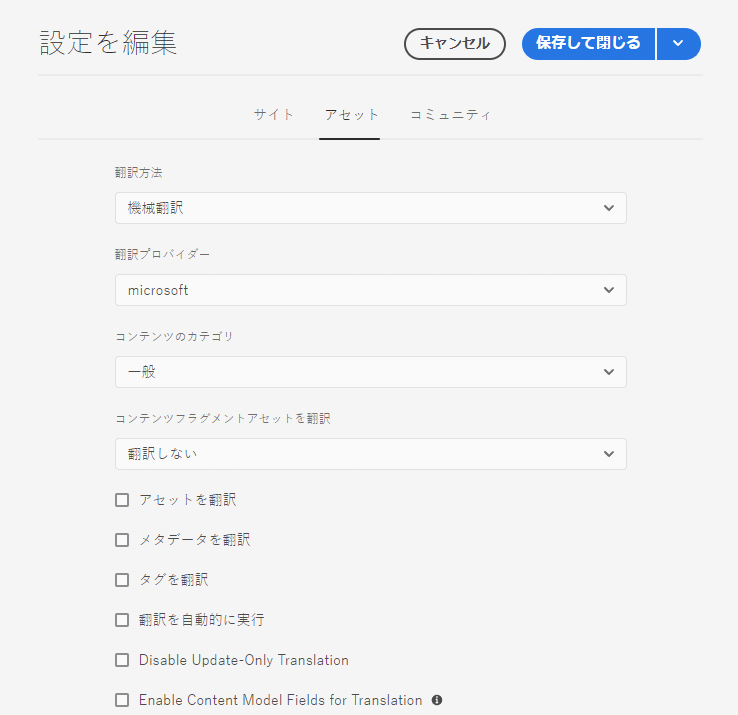 設定を編集
キャンセル
保存して閉じる
サイト アセット コミュニティ
翻訳方法
機械翻訳
翻訳プロバイダー
microsoft
コンテンツのカテゴリ
一般
コンテンツフラグメントアセットを翻訳
翻訳しない
アセットを翻訳
メタデータを翻訳
タグを翻訳
翻訳を自動的に実行
Disable Update-Only Translation
Enable Content Model Fields for Translation